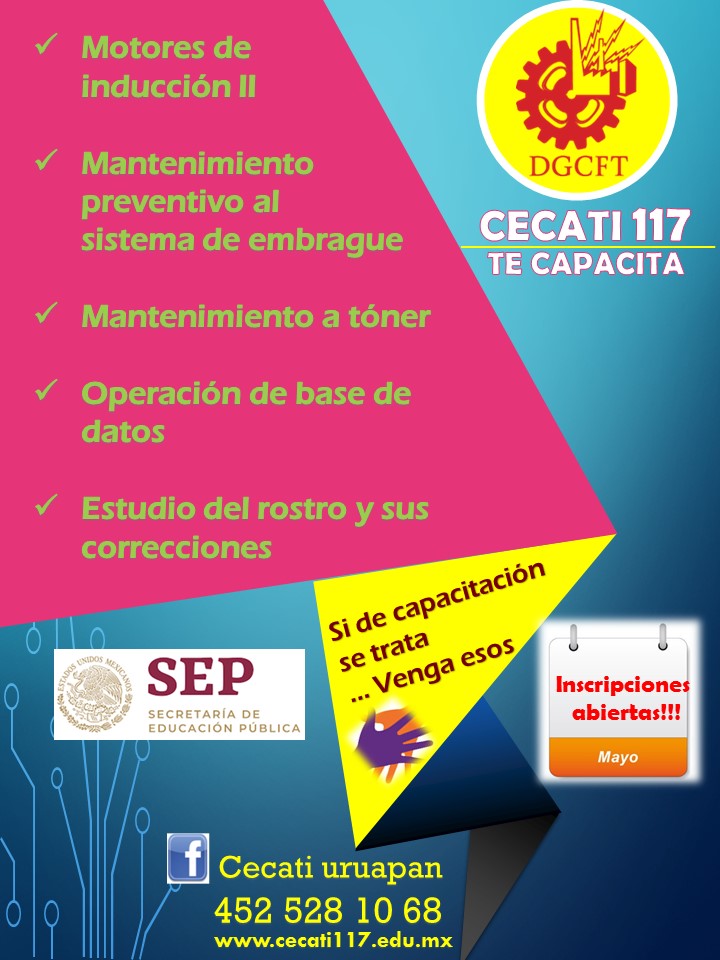 Motores de
inducción II
Mantenimiento
preventivo al
sistema de embrague
Mantenimiento a tóner
Operación de base de
datos
Estudio del rostro y sus
correcciones
DGCFT
CECATI 117
TE CAPACITA
Si de capacitación
se trata
... Venga esos
ESTADOS UNIDOS MEXICANOS
SEP
SECRETARÍA DE
EDUCACIÓN PÚBLICA
Inscripciones
abiertas!!!
Mayo
f
Cecati uruapan
452 528 10 68
www.cecati117.edu.mx